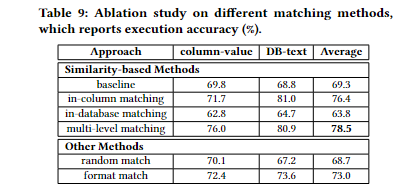 Table 9: Ablation study on different matching methods,
which reports execution accuracy (%).
Approach column-value DB-text Average
Similarity-based Methods
baseline 69.8 68.8 69.3
in-column matching 71.7 81.0 76.4
in-database matching 62.8 64.7 63.8
multi-level matching 76.0 80.9 78.5
Other Methods
random match 70.1 67.2 68.7
format match 72.4 73.6 73.0